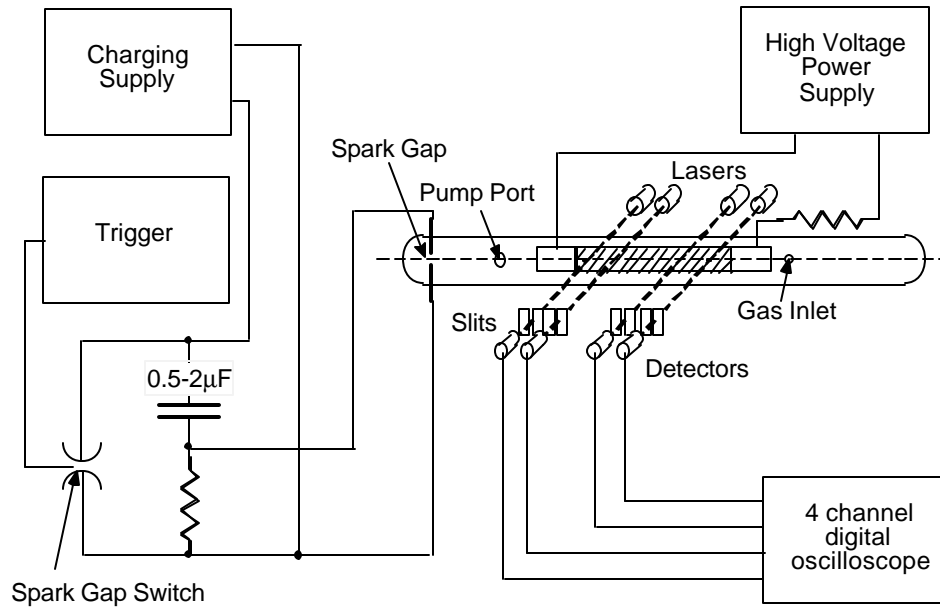 Charging
Supply
High Voltage
Power
Supply
Spark Gap
Lasers
Pump Port
Trigger
Gas Inlet
Slits
Detectors
0.5-2μF
4 channel
digital
oscilloscope
Spark Gap Switch